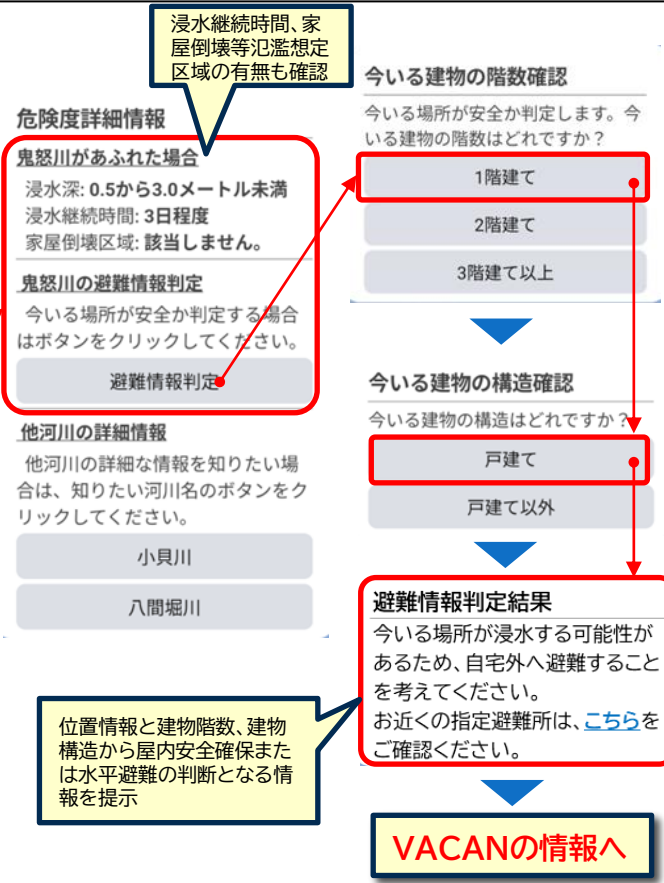 浸水継続時間、家
屋倒壊等氾濫想定
区域の有無も確認
危険度詳細情報
鬼怒川があふれた場合
浸水深: 0.5から3.0メートル未満
浸水継続時間: 3日程度
家屋倒壊区域: 該当しません。
鬼怒川の避難情報判定
今いる場所が安全か判定する場合
はボタンをクリックしてください。
避難情報判定
他河川の詳細情報
他河川の詳細な情報を知りたい場
合は、知りたい河川名のボタンをク
リックしてください。
小貝川
八間堀川
位置情報と建物階数、建物
構造から屋内安全確保また
は水平避難の判断となる情
報を提示
今いる建物の階数確認
今いる場所が安全か判定します。今
いる建物の階数はどれですか？
1階建て
2階建て
3階建て以上
今いる建物の構造確認
今いる建物の構造はどれですか？
戸建て
戸建て以外
避難情報判定結果
今いる場所が浸水する可能性が
あるため、自宅外へ避難すること
を考えてください。
お近くの指定避難所は、こちらを
ご確認ください。
VACANの情報へ